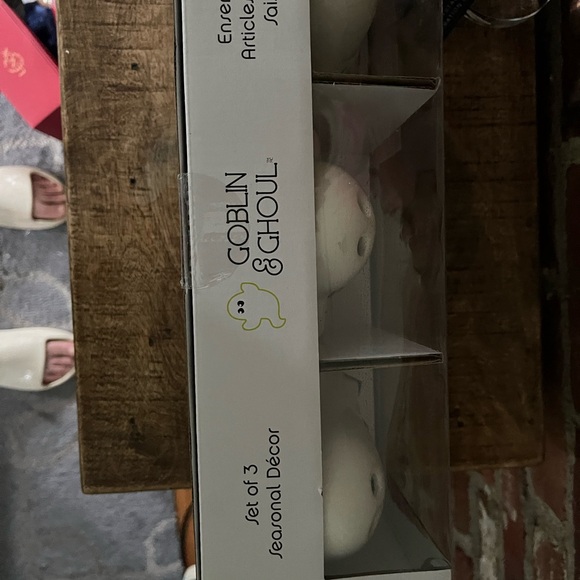 Set of 3
Seasonal Décor
GOBLIN
& GHOUL